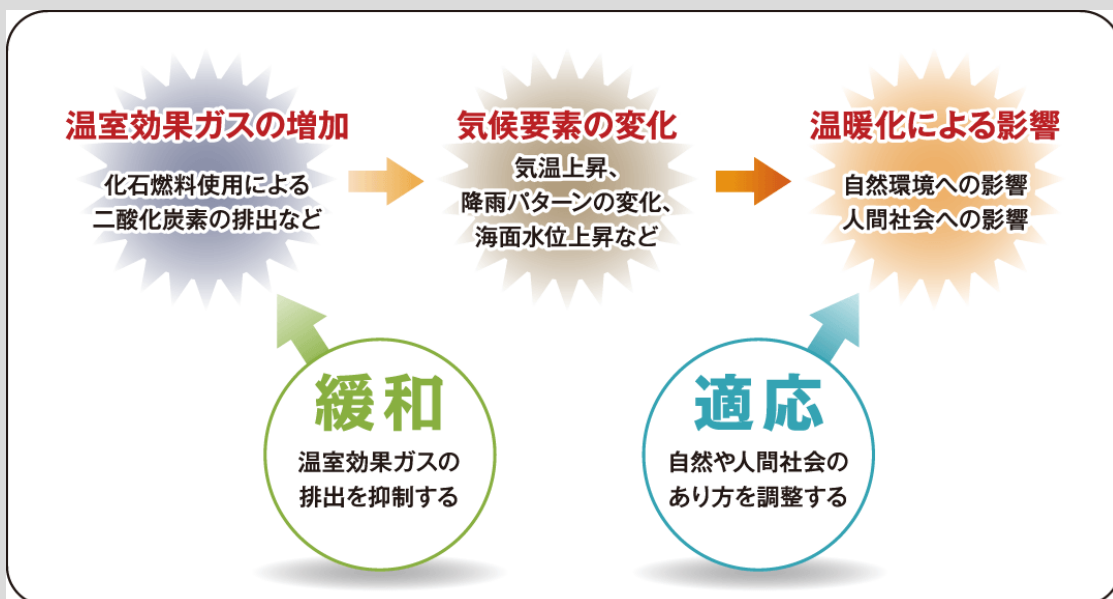 温室効果ガスの増加
化石燃料使用による
二酸化炭素の排出など
気候要素の変化
気温上昇、
降雨パターンの変化、
海面水位上昇など
温暖化による影響
自然環境への影響
人間社会への影響
緩和
温室効果ガスの
排出を抑制する
適応
自然や人間社会の
あり方を調整する